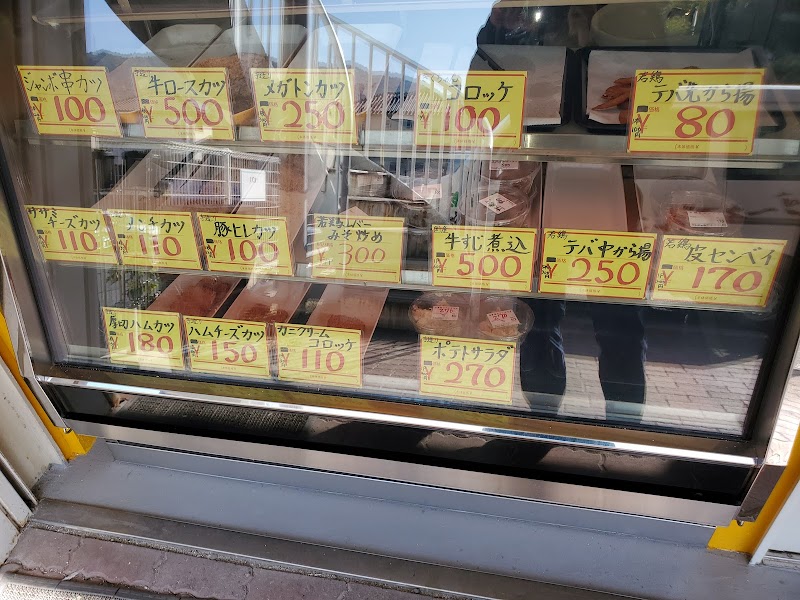 ジャンボ串カツ
¥100
牛ロースカツ
¥500
メガトンカツ
¥250
コロッケ
¥100
若鶏
テバ先から揚
¥80
ササミ
チーズカツ
¥110
メンチカツ
¥110
豚ヒレカツ
¥100
若鶏レバー
みそ炒め
¥300
牛すじ煮込
¥500
若鶏
テバ中から揚
¥250
若鶏
皮センベイ
¥170
厚切ハムカツ
¥180
ハムチーズカツ
¥150
カニクリーム
コロッケ
¥110
ポテトサラダ
¥270